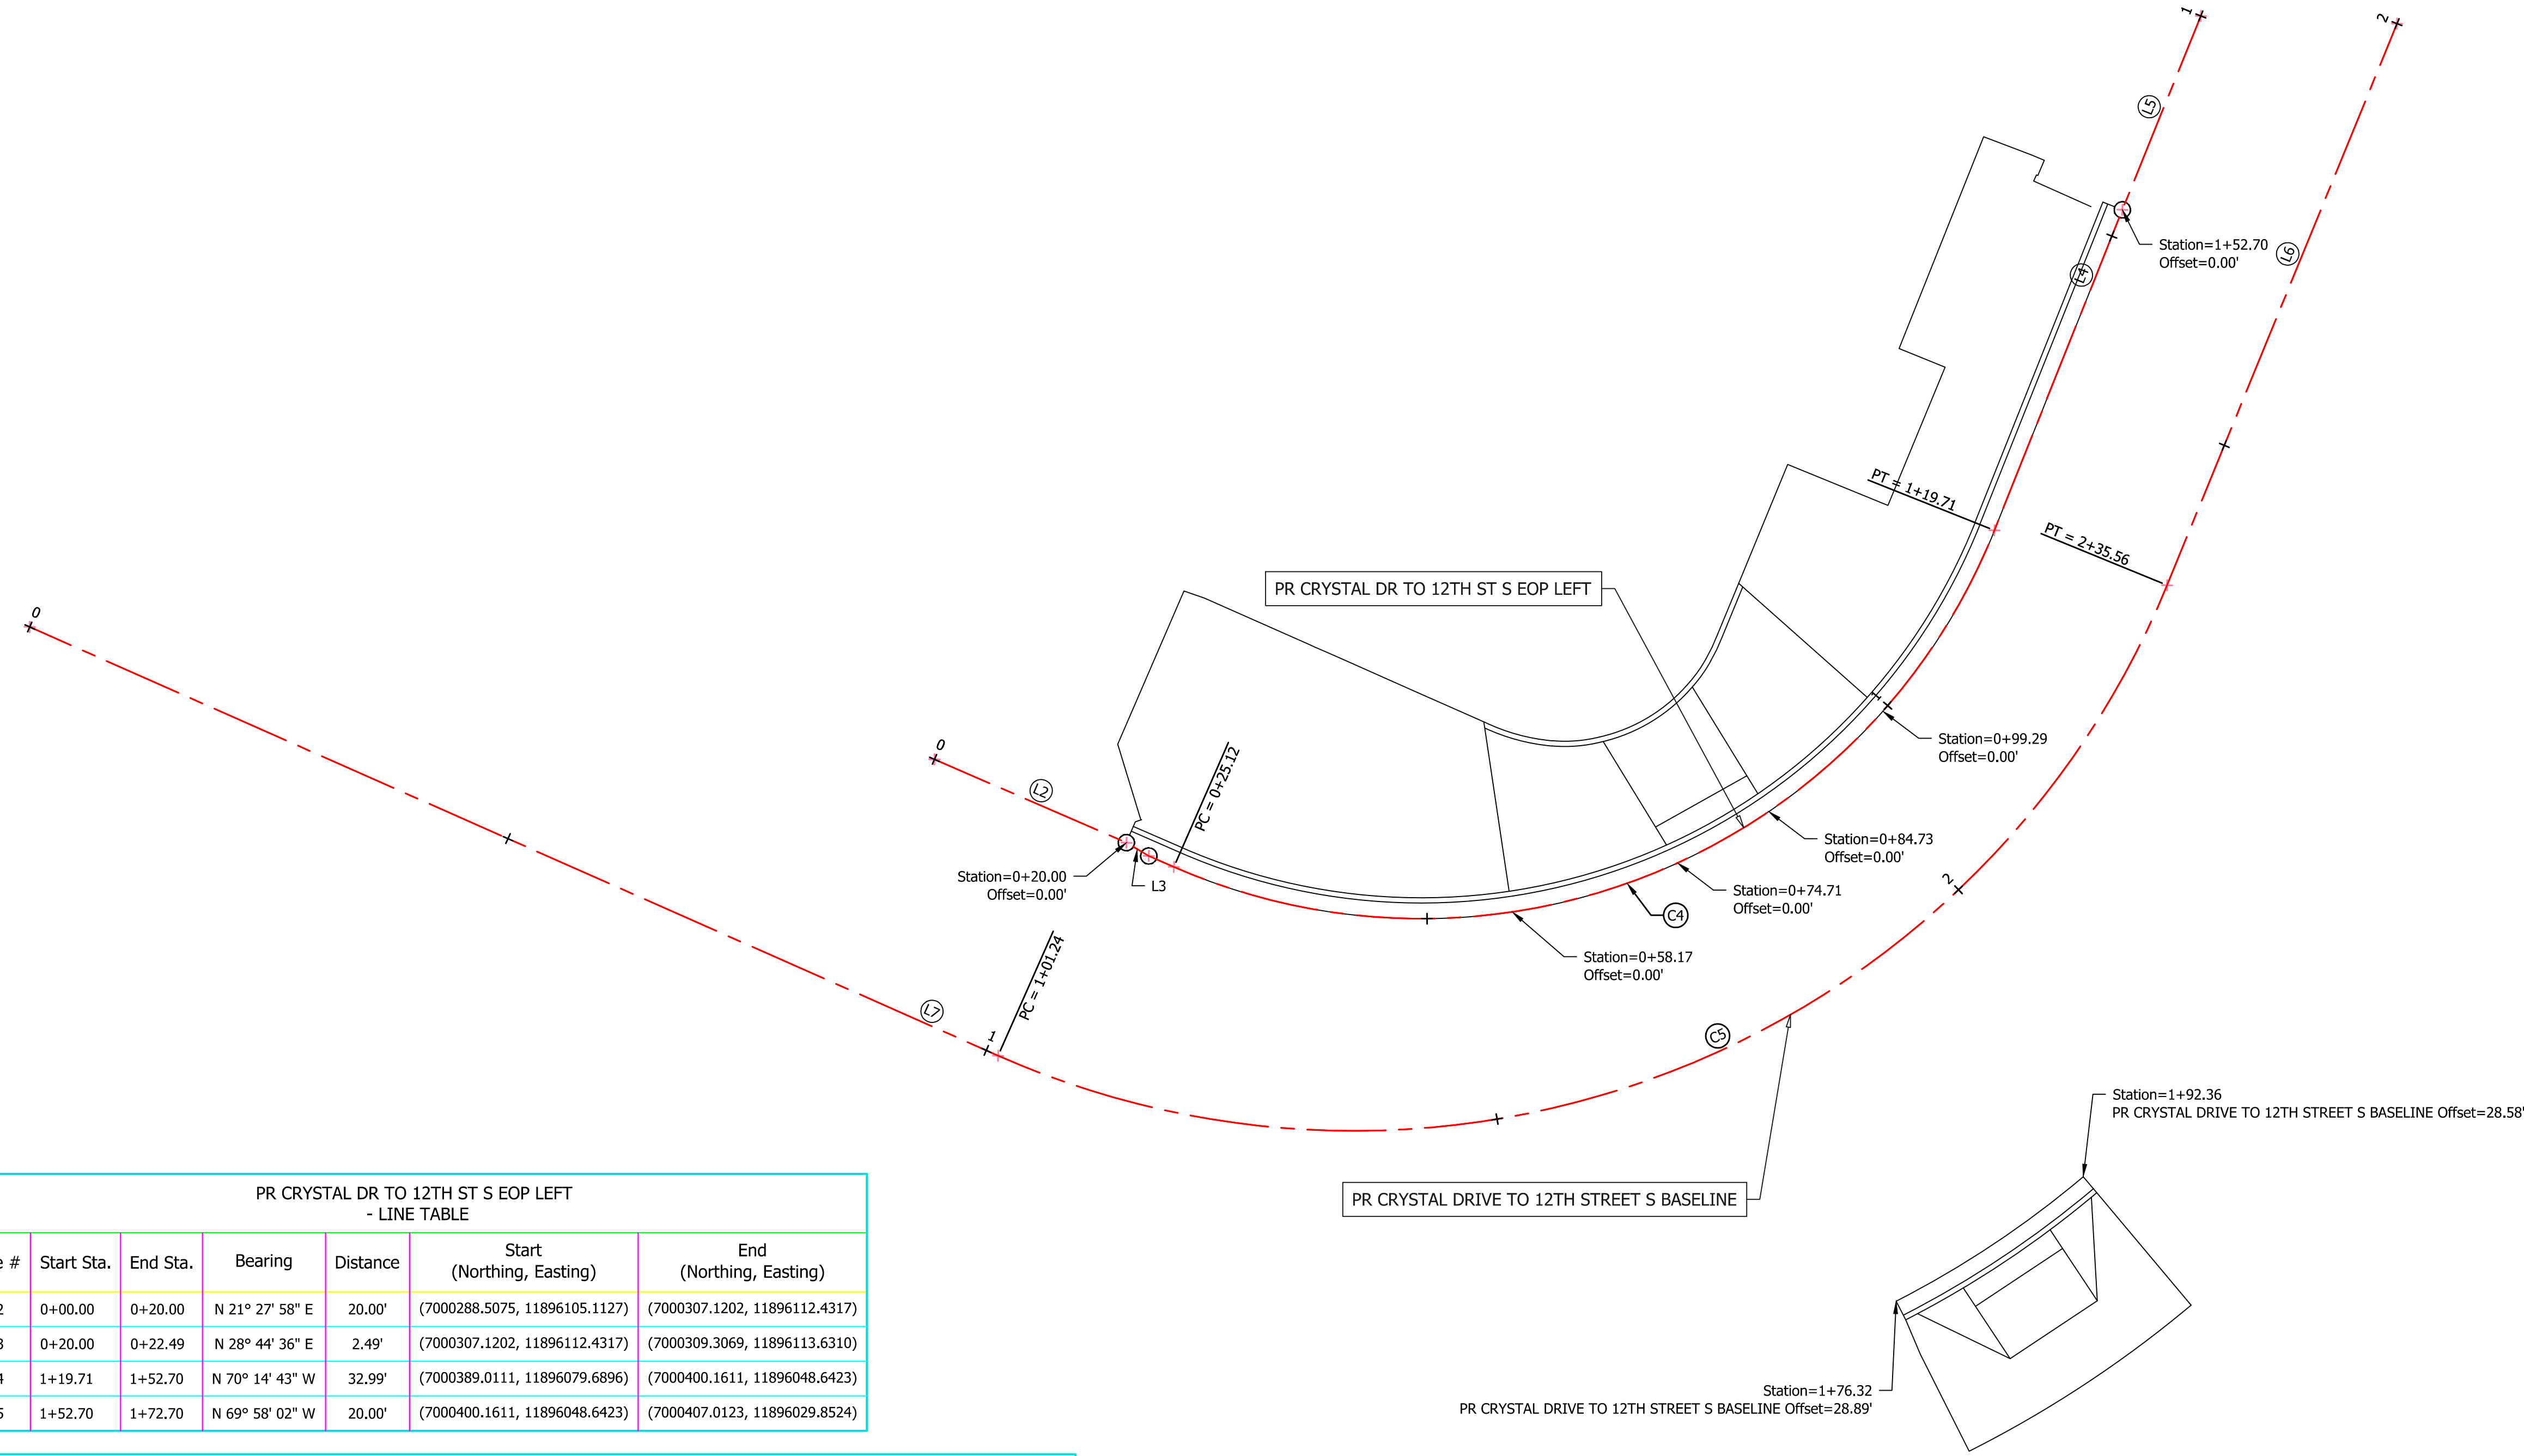 1
2
L5
L6
Station=1+52.70
Offset=0.00'
L4
PT = 1+19.71
PT = 2+35.56
PR CRYSTAL DR TO 12TH ST S EOP LEFT
0
0
L2
PC = 0+25.12
1
Station=0+99.29
Offset=0.00'
Station=0+84.73
Offset=0.00'
Station=0+20.00
Offset=0.00'
L3
Station=0+74.71
Offset=0.00'
C4
2
Station=0+58.17
Offset=0.00'
PC = 1+01.24
L7
1
C5
Station=1+92.36
PR CRYSTAL DRIVE TO 12TH STREET S BASELINE Offset=28.58'
PR CRYSTAL DRIVE TO 12TH STREET S BASELINE
Station=1+76.32
PR CRYSTAL DRIVE TO 12TH STREET S BASELINE Offset=28.89'
PR CRYSTAL DR TO 12TH ST S EOP LEFT
- LINE TABLE
# Start Sta. End Sta. Bearing Distance Start (Northing, Easting) End (Northing, Easting)
0+00.00 0+20.00 N 21° 27' 58" E 20.00' (7000288.5075, 11896105.1127) (7000307.1202, 11896112.4317)
0+20.00 0+22.49 N 28° 44' 36" E 2.49' (7000307.1202, 11896112.4317) (7000309.3069, 11896113.6310)
1+19.71 1+52.70 N 70° 14' 43" W 32.99' (7000389.0111, 11896079.6896) (7000400.1611, 11896048.6423)
1+52.70 1+72.70 N 69° 58' 02" W 20.00' (7000400.1611, 11896048.6423) (7000407.0123, 11896029.8524)